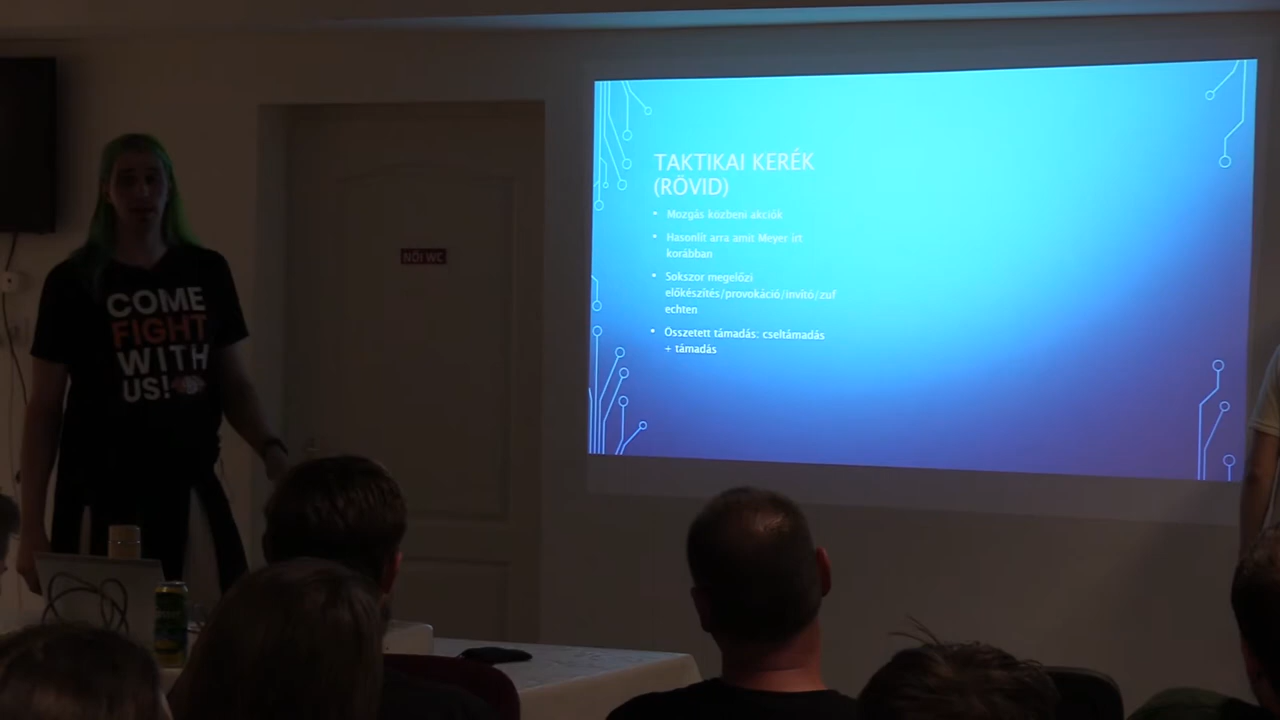 COME
FIGHT
WITH
US!
NŐI WC
TAKTIKAI KERÉK
(RÖVID)
▪ Mozgás közbeni akciók
▪ Hasonlít arra amit Meyer írt
korábban
▪ Sokszor megelőzi
előkészítés/provokáció/invító/zuf
echten
▪ Összetett támadás: cseltámadás
+ támadás